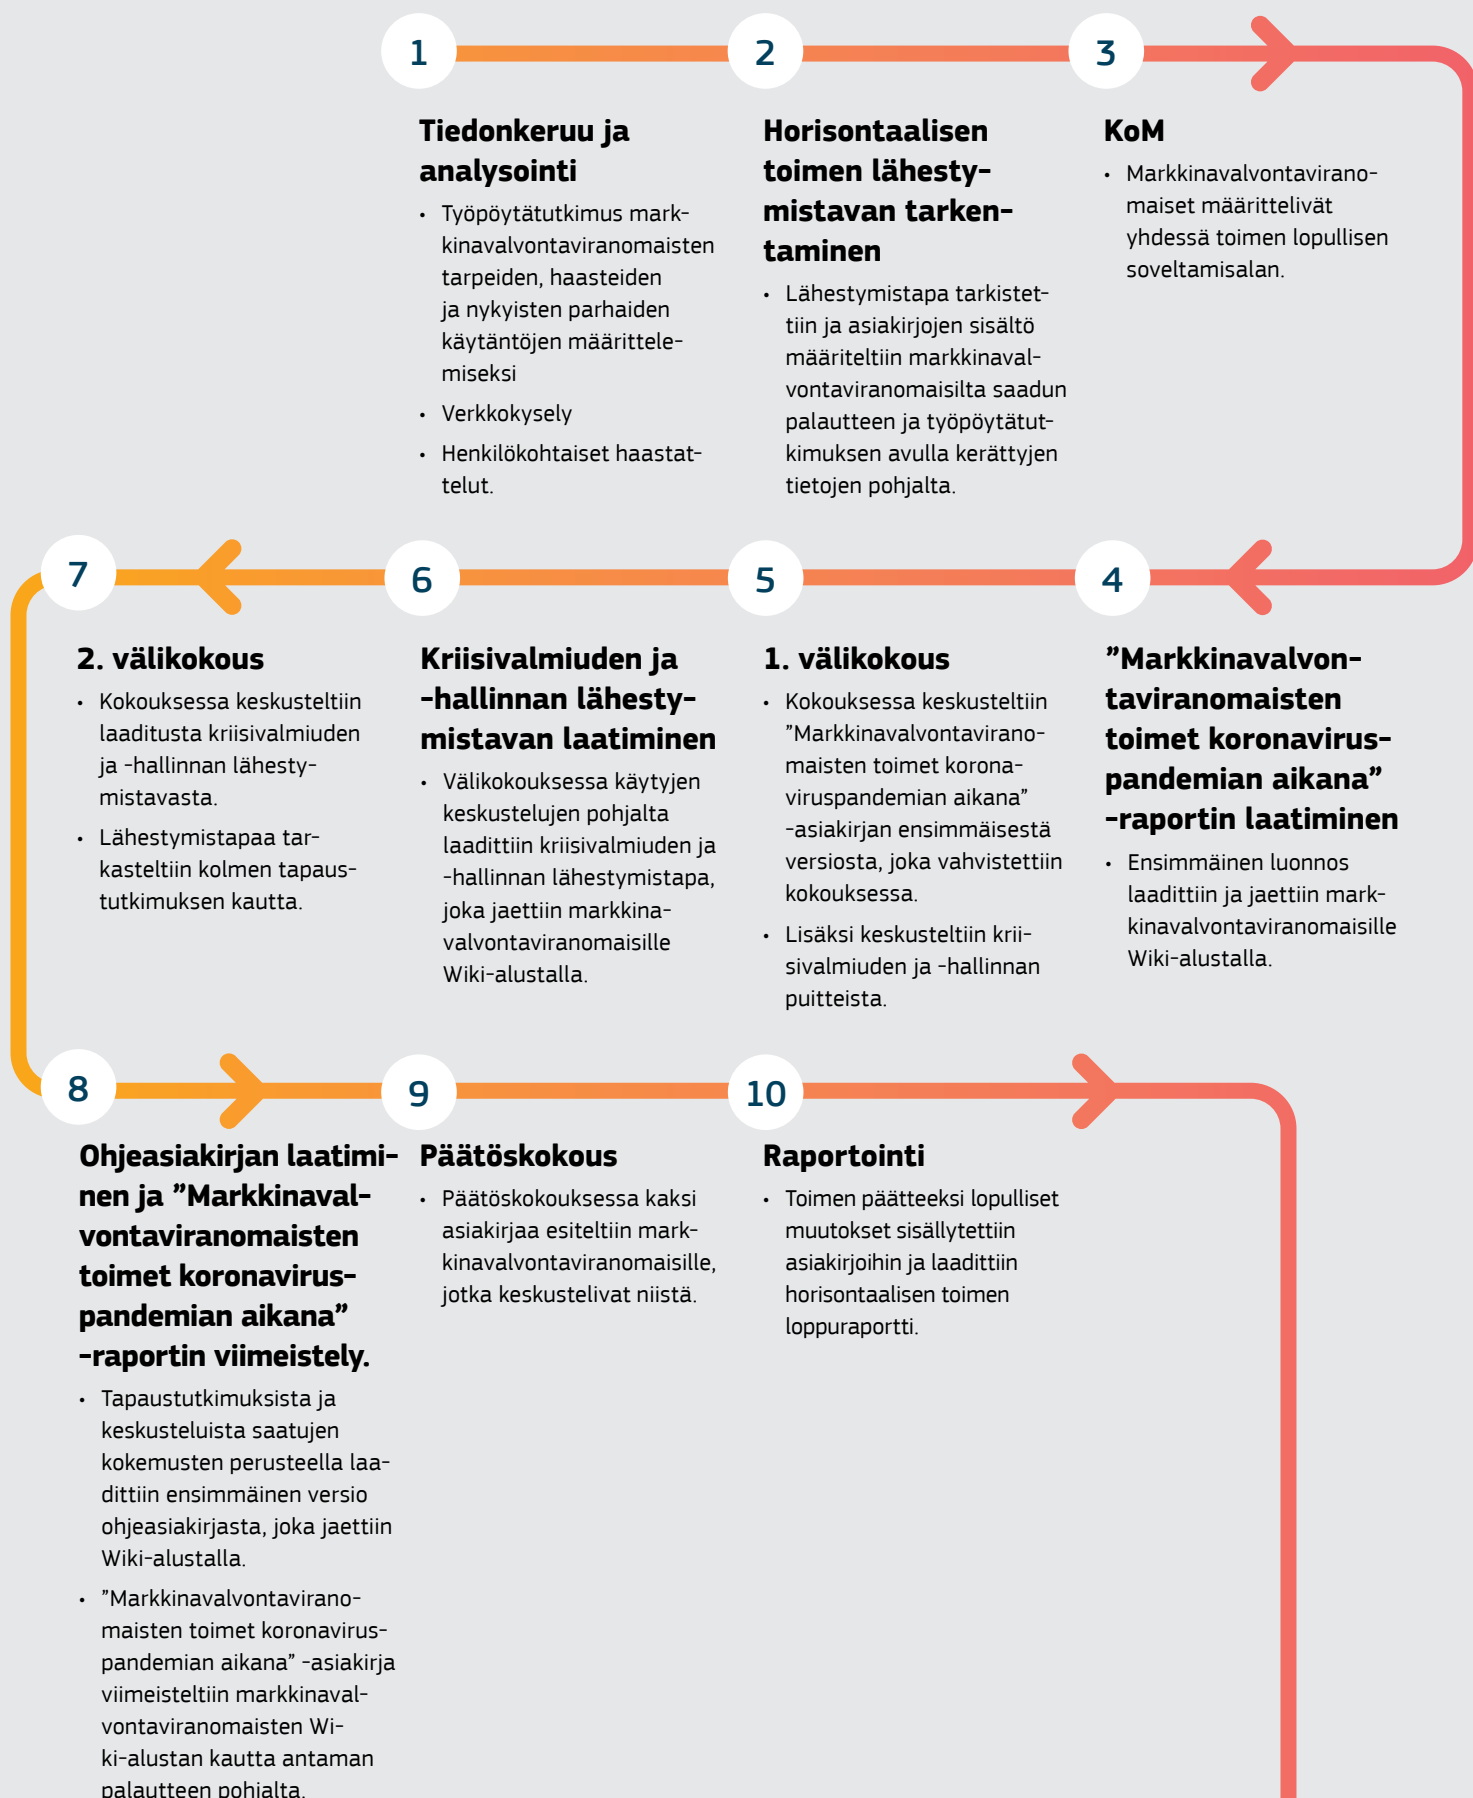 1
Tiedonkeruu ja
analysointi
• Työpöytätutkimus mark-
kinavalvontaviranomaisten
tarpeiden, haasteiden
ja nykyisten parhaiden
käytäntöjen määrittele-
miseksi
• Verkkokysely
• Henkilökohtaiset haastat-
telut.
2
Horisontaalisen
toimen lähesty-
mistavan tarken-
taminen
• Lähestymistapa tarkistet-
tiin ja asiakirjojen sisältö
määriteltiin markkinaval-
vontaviranomaisilta saadun
palautteen ja työpöytätut-
kimuksen avulla kerättyjen
tietojen pohjalta.
3
KoM
• Markkinavalvontavirano-
maiset määrittelivät
yhdessä toimen lopullisen
soveltamisalan.
4
”Markkinavalvon-
taviranomaisten
toimet koronavirus-
pandemian aikana”
-raportin laatiminen
• Ensimmäinen luonnos
laadittiin ja jaettiin mark-
kinavalvontaviranomaisille
Wiki-alustalla.
5
1. välikokous
• Kokouksessa keskusteltiin
”Markkinavalvontavirano-
maisten toimet korona-
viruspandemian aikana”
-asiakirjan ensimmäisestä
versiosta, joka vahvistettiin
kokouksessa.
• Lisäksi keskusteltiin krii-
sivalmiuden ja -hallinnan
puitteista.
6
Kriisivalmiuden ja
-hallinnan lähesty-
mistavan laatiminen
• Välikokouksessa käytyjen
keskustelujen pohjalta
laadittiin kriisivalmiuden ja
-hallinnan lähestymistapa,
joka jaettiin markkina-
valvontaviranomaisille
Wiki-alustalla.
7
2. välikokous
• Kokouksessa keskusteltiin
laaditusta kriisivalmiuden
ja -hallinnan lähesty-
mistavasta.
• Lähestymistapaa tar-
kasteltiin kolmen tapaus-
tutkimuksen kautta.
8
Ohjeasiakirjan laatimi-
nen ja ”Markkinaval-
vontaviranomaisten
toimet koronavirus-
pandemian aikana”
-raportin viimeistely.
• Tapaustutkimuksista ja
keskusteluista saatujen
kokemusten perusteella laa-
dittiin ensimmäinen versio
ohjeasiakirjasta, joka jaettiin
Wiki-alustalla.
• ”Markkinavalvontavirano-
maisten toimet koronavirus-
pandemian aikana” -asiakirja
viimeisteltiin markkinaval-
vontaviranomaisten Wi-
ki-alustan kautta antaman
palautteen pohjalta.
9
Päätöskokous
• Päätöskokouksessa kaksi
asiakirjaa esiteltiin mark-
kinavalvontaviranomaisille,
jotka keskustelivat niistä.
10
Raportointi
• Toimen päätteeksi lopulliset
muutokset sisällytettiin
asiakirjoihin ja laadittiin
horisontaalisen toimen
loppuraportti.